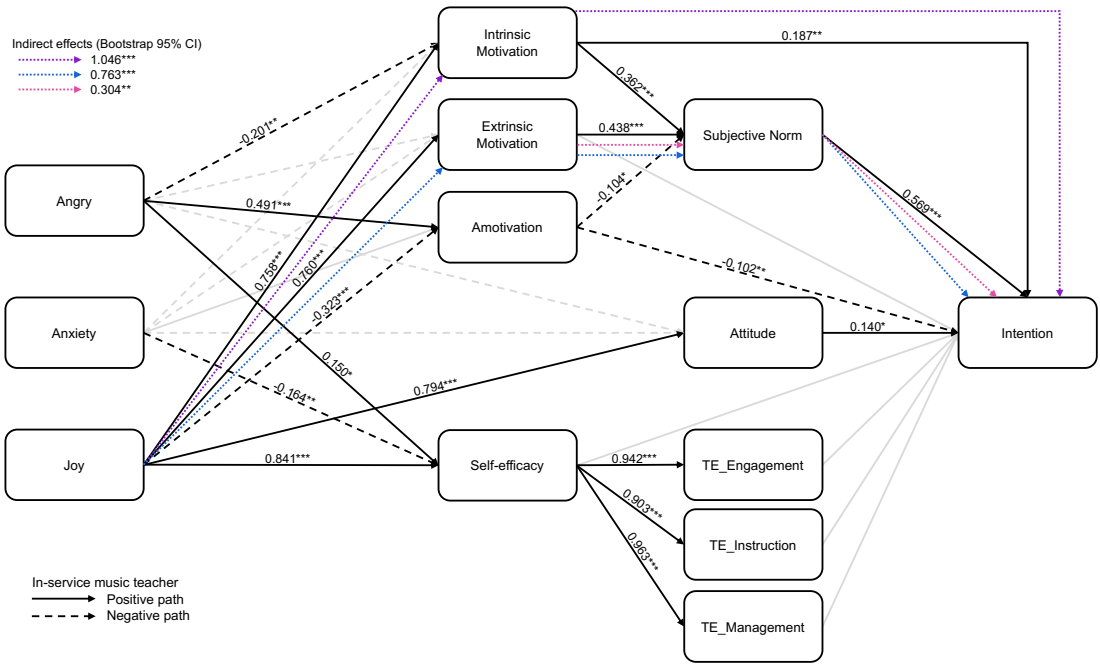 Indirect effects (Bootstrap 95% CI)
1.046***
0.763***
0.304**
Intrinsic
Motivation
0.187**
0.362***
Extrinsic
Motivation
0.438***
Subjective Norm
-0.201**
Angry
0.491***
Amotivation
-0.104*
0.569***
-0.102**
0.758***
0.760***
-0.323***
Anxiety
Attitude
0.140*
Intention
0.150*
-0.164**
0.794***
Joy
0.841***
Self-efficacy
0.942***
TE_Engagement
0.903***
TE_Instruction
0.963***
TE_Management
In-service music teacher
Positive path
Negative path